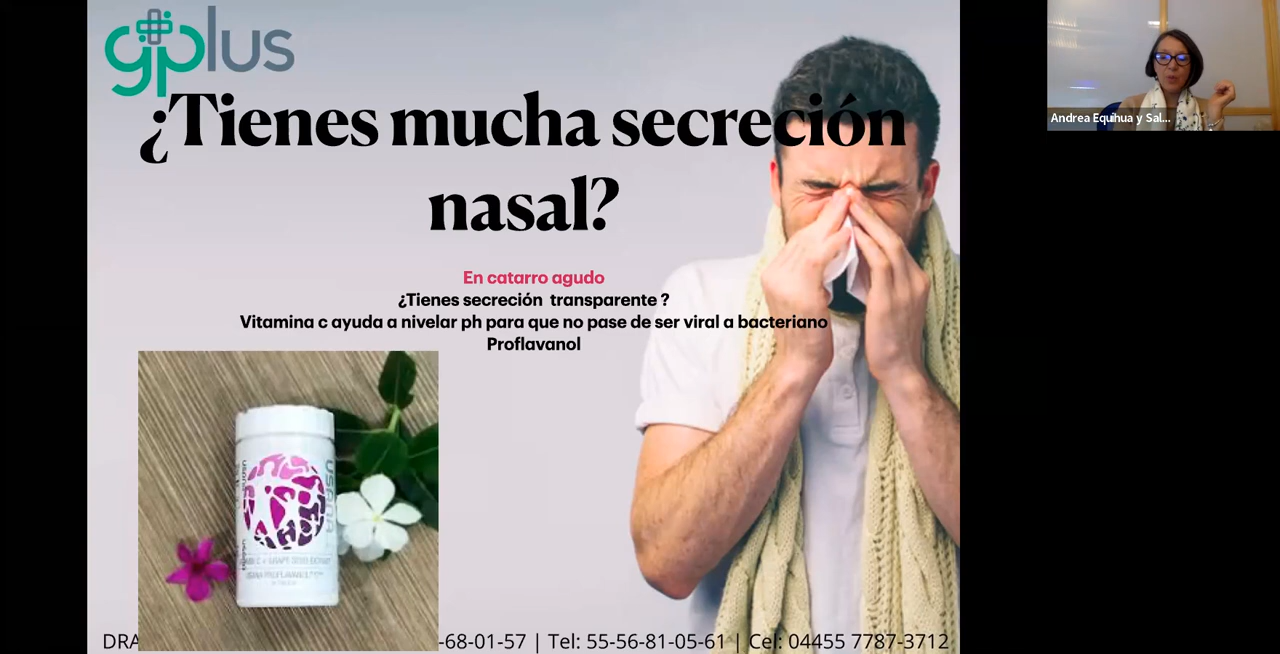 gplus
¿Tienes mucha secreción
nasal?
En catarro agudo
¿Tienes secreción transparente ?
Vitamina c ayuda a nivelar ph para que no pase de ser viral a bacteriano
Proflavanol
USANA
DRA
-68-01-57 | Tel: 55-56-81-05-61 | Cel: 04455 7787-3712
Andrea Equihua y Sal...